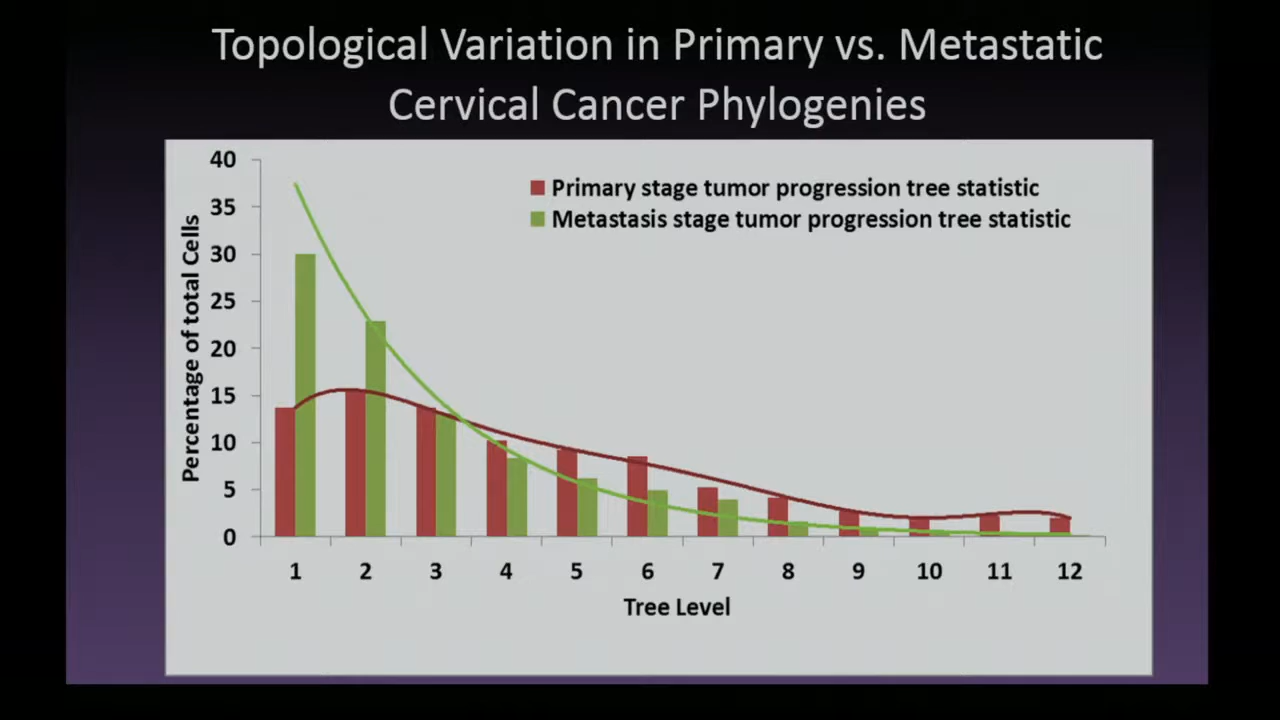 Topological Variation in Primary vs. Metastatic
Cervical Cancer Phylogenies
Primary stage tumor progression tree statistic
Metastasis stage tumor progression tree statistic
Percentage of total Cells
40
35
30
25
20
15
10
5
0
1 2 3 4 5 6 7 8 9 10 11 12
Tree Level